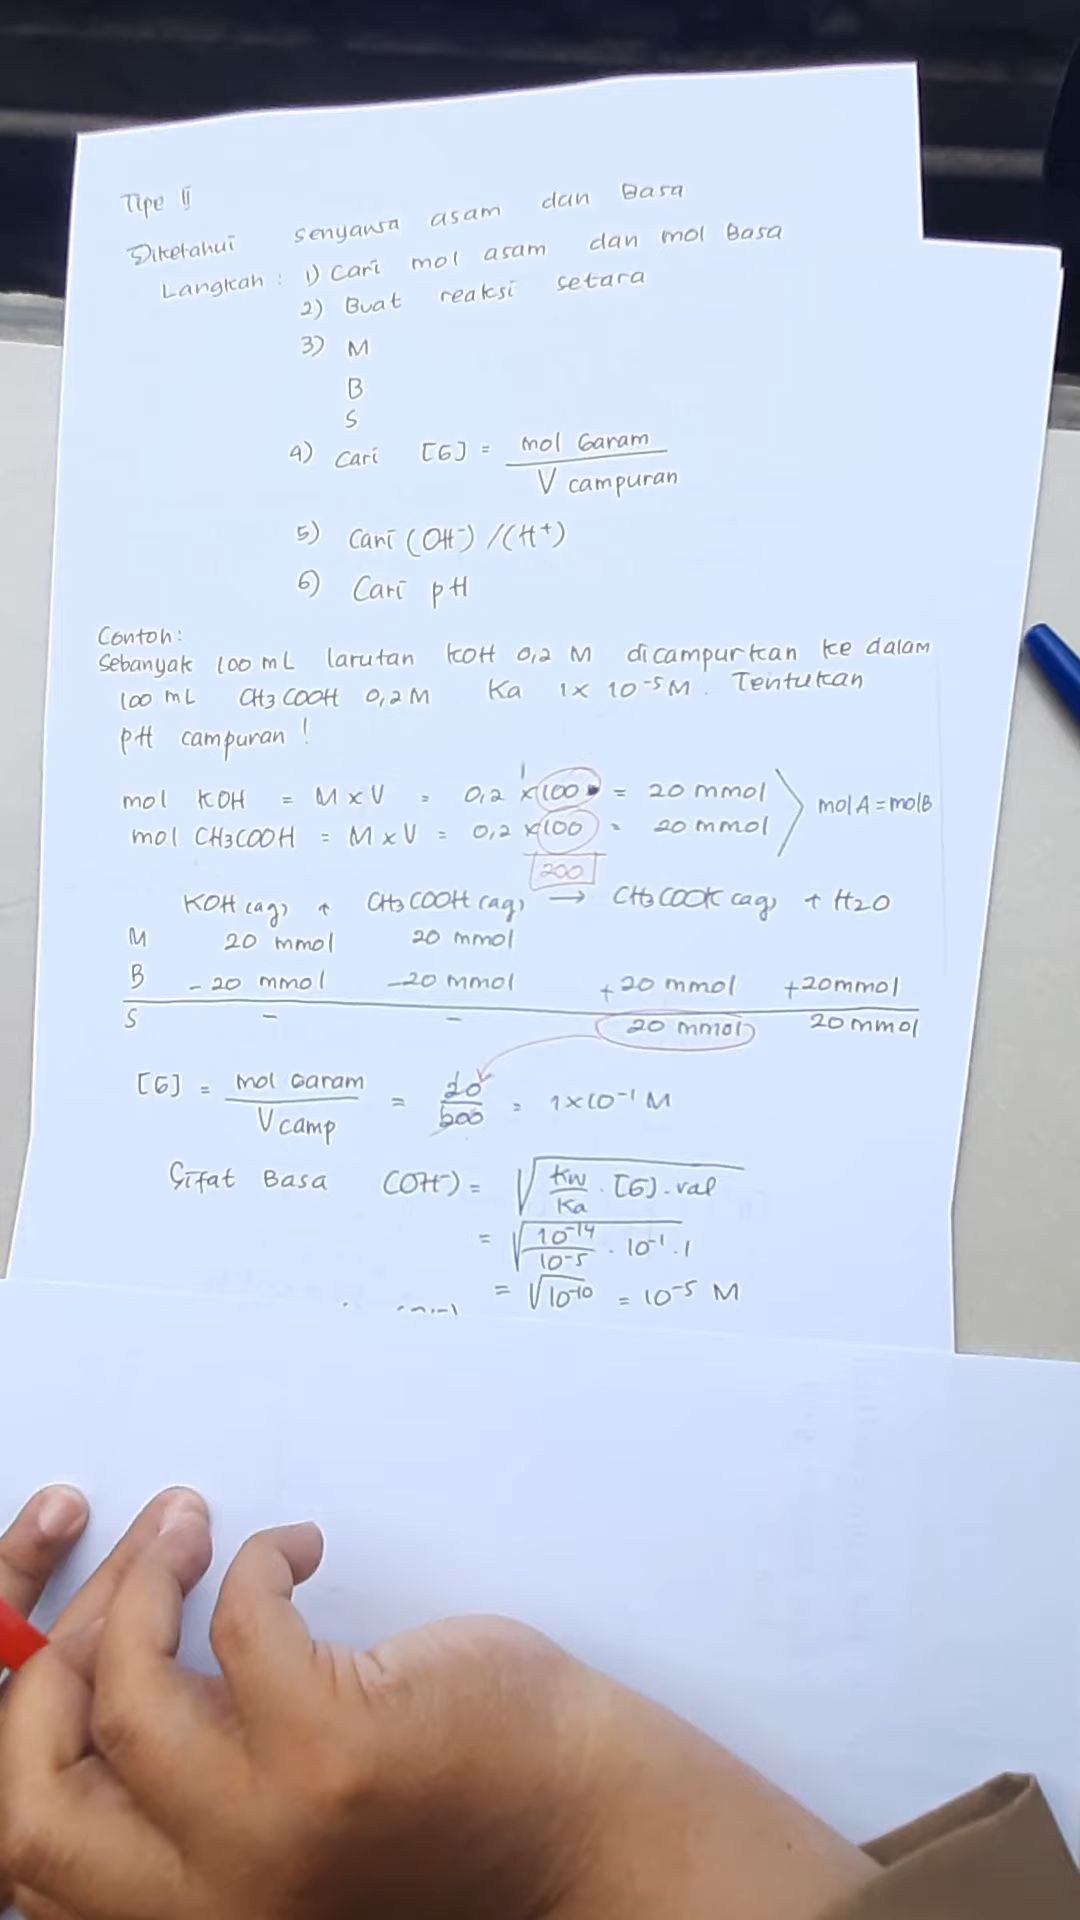 Tipe II
Diketahui senyawa asam dan Basa
Langkah : 1) Cari mol asam dan mol Basa
2) Buat reaksi setara
3) M
B
S
4) Cari [G] = mol Garam / V campuran
5) Cari (OH⁻) /(H⁺)
6) Cari pH
Contoh:
Sebanyak 100 mL larutan KOH 0,2 M dicampurkan ke dalam
100 mL CH3COOH 0,2 M Ka 1 x 10⁻⁵ M. Tentukan
pH campuran !
mol KOH = M x V = 0,2 x 100 = 20 mmol
mol CH3COOH = M x V = 0,2 x 100 = 20 mmol
mol A = mol B
200
KOH (aq) + CH3COOH (aq) → CH3COOK (aq) + H2O
M 20 mmol 20 mmol
B - 20 mmol -20 mmol + 20 mmol +20 mmol
S - - 20 mmol 20 mmol
[G] = mol Garam / V camp = 20 / 200 = 1 x 10⁻¹ M
Sifat Basa (OH⁻) = √ Kw / Ka . [G] . val
= √ 10⁻¹⁴ / 10⁻⁵ . 10⁻¹ . 1
= √10⁻¹⁰ = 10⁻⁵ M